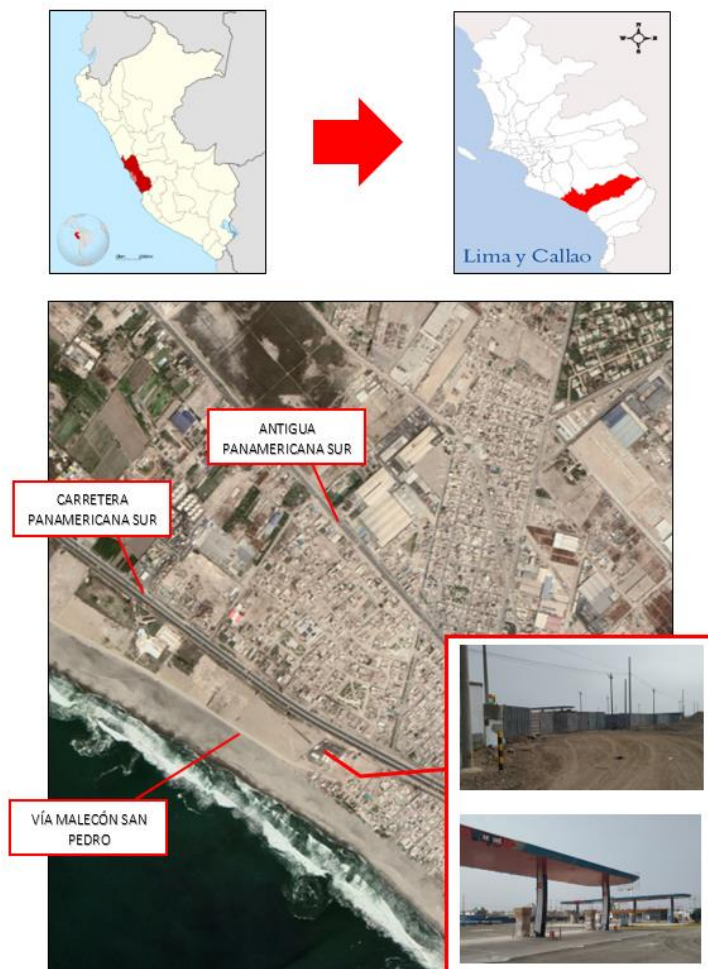 N
W
E
S
Lima y Callao
ANTIGUA
PANAMERICANA SUR
CARRETERA
PANAMERICANA SUR
VÍA MALECÓN SAN
PEDRO